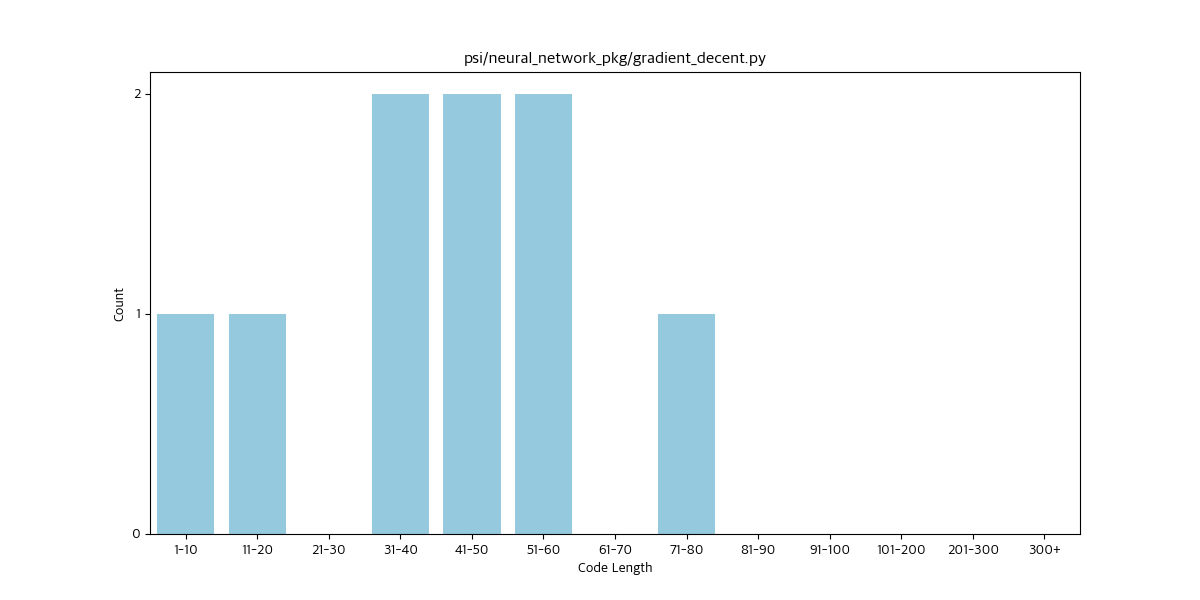 psi/neural_network_pkg/gradient_decent.py
2
1
0
Count
1-10 11-20 21-30 31-40 41-50 51-60 61-70 71-80 81-90 91-100 101-200 201-300 300+
Code Length